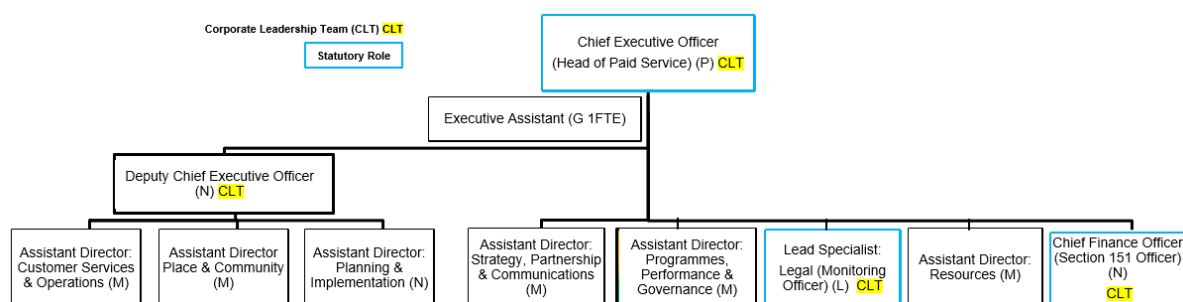 Corporate Leadership Team (CLT) CLT
Statutory Role
Chief Executive Officer
(Head of Paid Service) (P) CLT
Executive Assistant (G 1FTE)
Deputy Chief Executive Officer
(N) CLT
Assistant Director:
Customer Services
& Operations (M)
Assistant Director
Place & Community
(M)
Assistant Director:
Planning &
Implementation (N)
Assistant Director:
Strategy, Partnership
& Communications
(M)
Assistant Director:
Programmes,
Performance &
Governance (M)
Lead Specialist:
Legal (Monitoring
Officer) (L) CLT
Assistant Director:
Resources (M)
Chief Finance Officer
(Section 151 Officer)
(N)
CLT